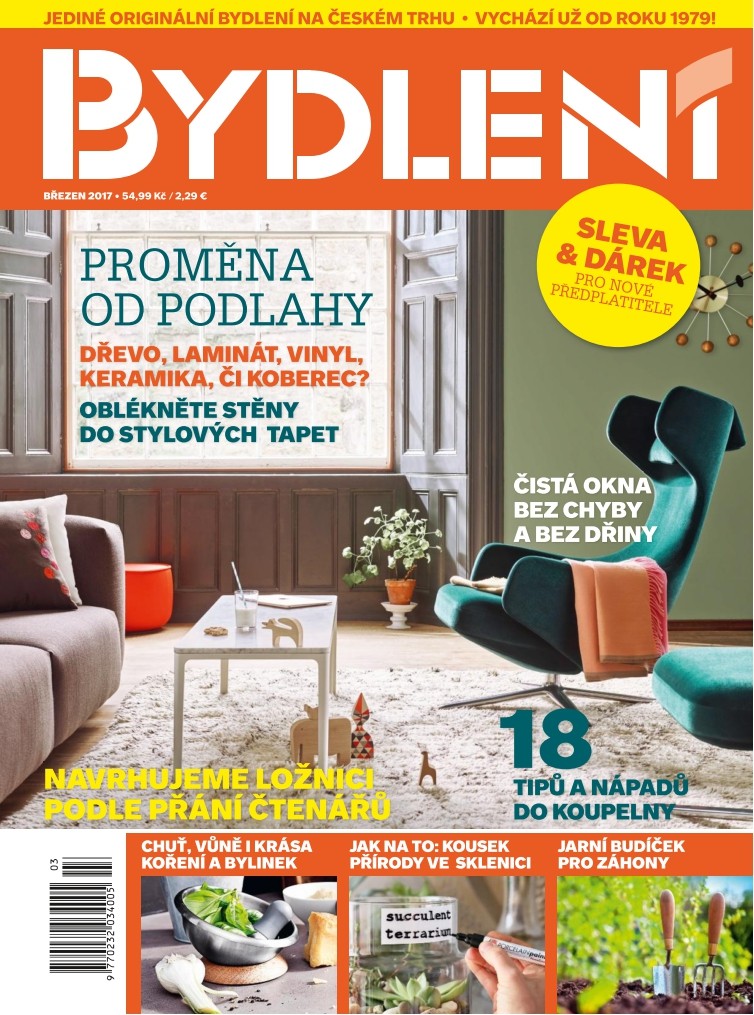 JEDINÉ ORIGINÁLNÍ BYDLENÍ NA ČESKÉM TRHU • VYCHÁZÍ UŽ OD ROKU 1979!
BYDLENÍ
BŘEZEN 2017 • 54,99 Kč / 2,29 €
SLEVA
& DÁREK
PRO NOVÉ
PŘEDPLATITELE
PROMĚNA
OD PODLAHY
DŘEVO, LAMINÁT, VINYL,
KERAMIKA, ČI KOBEREC?
OBLÉKNĚTE STĚNY
DO STYLOVÝCH TAPET
ČISTÁ OKNA
BEZ CHYBY
A BEZ DŘINY
18
TIPŮ A NÁPADŮ
DO KOUPELNY
NAVRHUJEME LOŽNICI
PODLE PŘÁNÍ ČTENÁŘŮ
03
9 770232 034005
CHUŤ, VŮNĚ I KRÁSA
KOŘENÍ A BYLINEK
JAK NA TO: KOUSEK
PŘÍRODY VE SKLENICI
succulent
terrarium
PORCELAINpaint
JARNÍ BUDÍČEK
PRO ZÁHONY